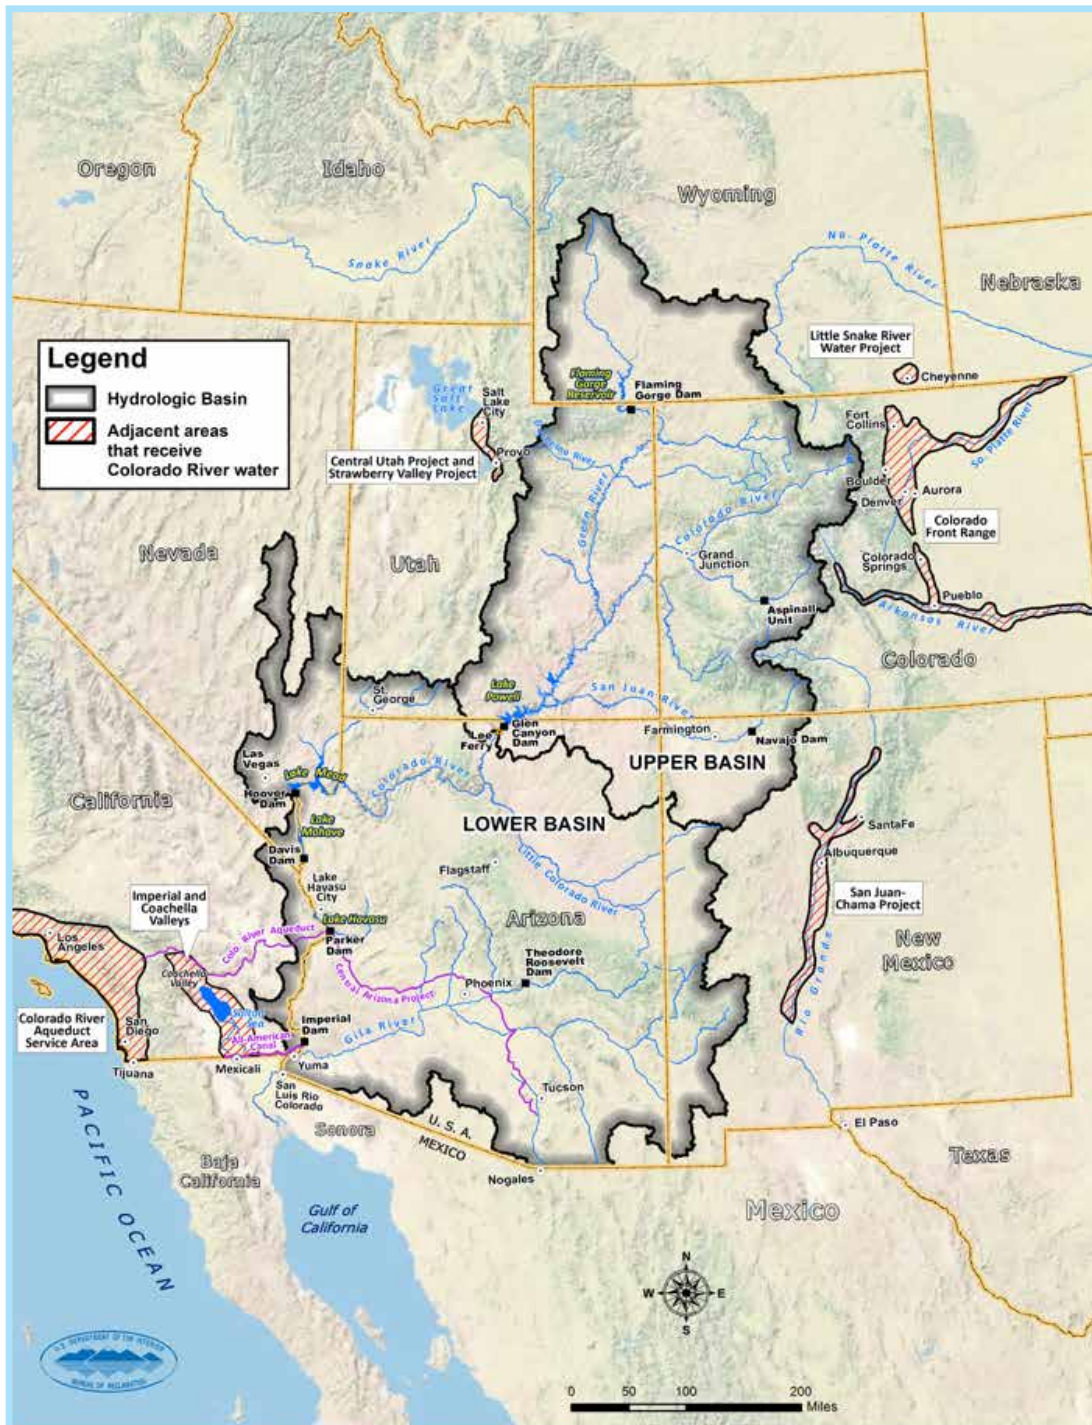 Oregon
Idaho
Wyoming
Snake River
No. Platte River
Nebraska
Legend
Hydrologic Basin
Adjacent areas
that receive
Colorado River water
Little Snake River
Water Project
Cheyenne
Flaming
Gorge
Reservoir
Flaming
Gorge Dam
Great
Salt
Lake
Salt
Lake
City
Provo
Central Utah Project and
Strawberry Valley Project
Fort
Collins
So. Platte River
Boulder
Denver
Aurora
Colorado
Front Range
Green River
Colorado River
Nevada
Utah
Grand
Junction
Colorado
Springs
Pueblo
Aspinall
Unit
Arkansas River
Colorado
St.
George
Lake
Powell
San Juan River
Lee
Ferry
Glen
Canyon
Dam
Farmington
Navajo Dam
UPPER BASIN
Las
Vegas
Lake Mead
Colorado River
Hoover
Dam
California
Lake
Mohave
LOWER BASIN
Davis
Dam
SantaFe
Albuquerque
Flagstaff
Little Colorado River
Lake
Havasu
City
Imperial and
Coachella
Valleys
Lake Havasu
Arizona
San Juan-
Chama Project
Los
Angeles
Colo. River Aqueduct
Parker
Dam
New
Mexico
Coachella
Valley
Central Arizona Project
Theodore
Roosevelt
Dam
Phoenix
Rio Grande
Colorado River
Aqueduct
Service Area
San
Diego
Salton
Sea
Imperial
Dam
Gila River
All-American
Canal
Tijuana
Mexicali
Yuma
San
Luis Rio
Colorado
Tucson
PACIFIC OCEAN
Sonora
U. S. A.
MEXICO
El Paso
Baja
California
Nogales
Texas
Gulf of
California
Mexico
N
W
E
S
U.S. DEPARTMENT OF THE INTERIOR
BUREAU OF RECLAMATION
0
50
100
200
Miles